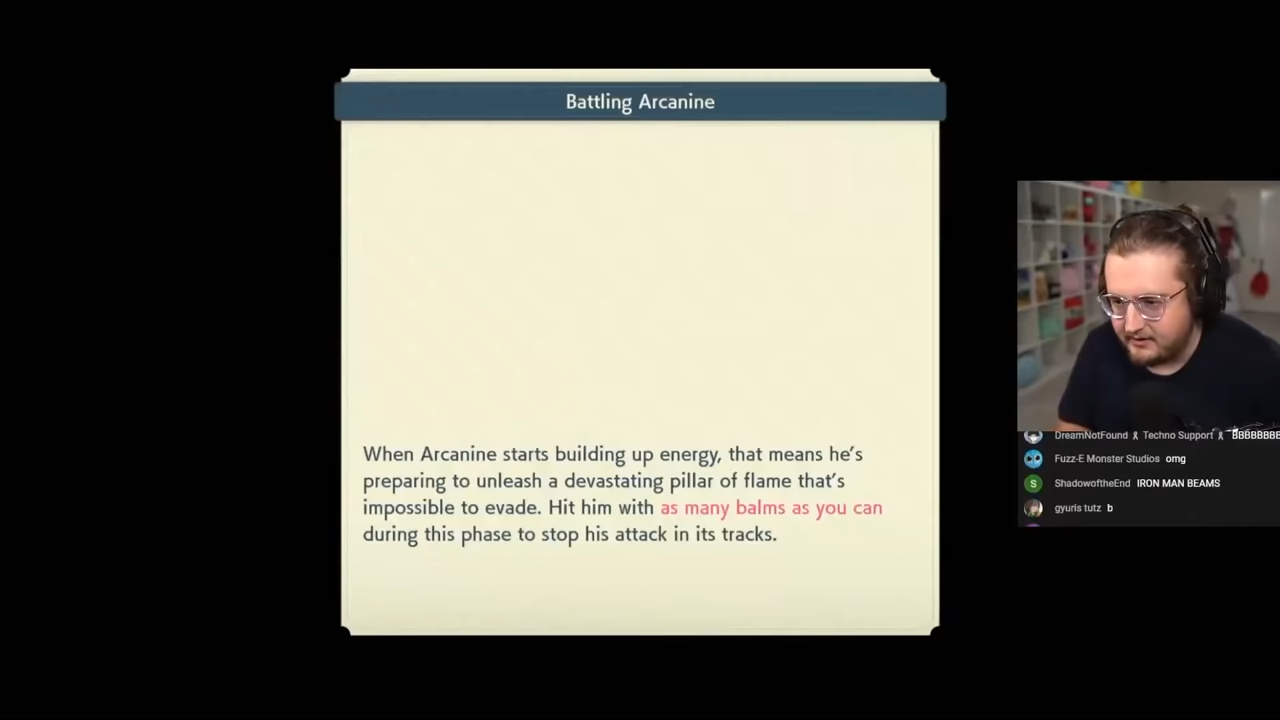 Battling Arcanine
When Arcanine starts building up energy, that means he's
preparing to unleash a devastating pillar of flame that's
impossible to evade. Hit him with as many balms as you can
during this phase to stop his attack in its tracks.
DreamNotFound Techno Support
Fuzz-E Monster Studios omg
S ShadowoftheEnd IRON MAN BEAMS
gyuris tutz b